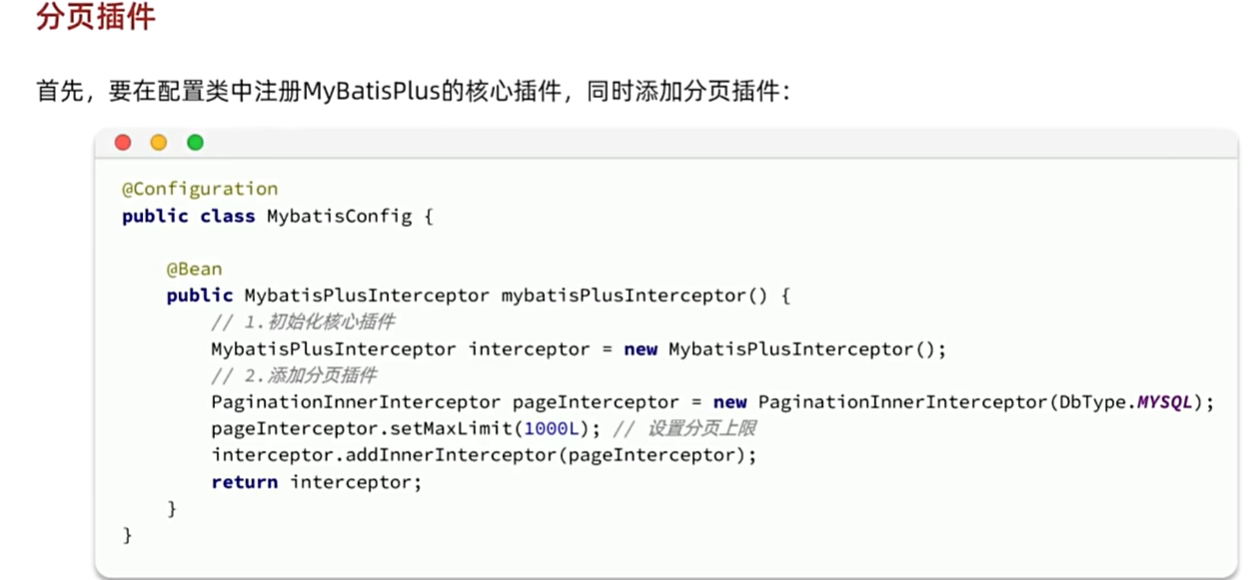 分页插件
首先，要在配置类中注册MyBatisPlus的核心插件，同时添加分页插件：
@Configuration
public class MybatisConfig {
@Bean
public MybatisPlusInterceptor mybatisPlusInterceptor() {
// 1.初始化核心插件
MybatisPlusInterceptor interceptor = new MybatisPlusInterceptor();
// 2.添加分页插件
PaginationInnerInterceptor pageInterceptor = new PaginationInnerInterceptor(DbType.MYSQL);
pageInterceptor.setMaxLimit(1000L); // 设置分页上限
interceptor.addInnerInterceptor(pageInterceptor);
return interceptor;
}
}